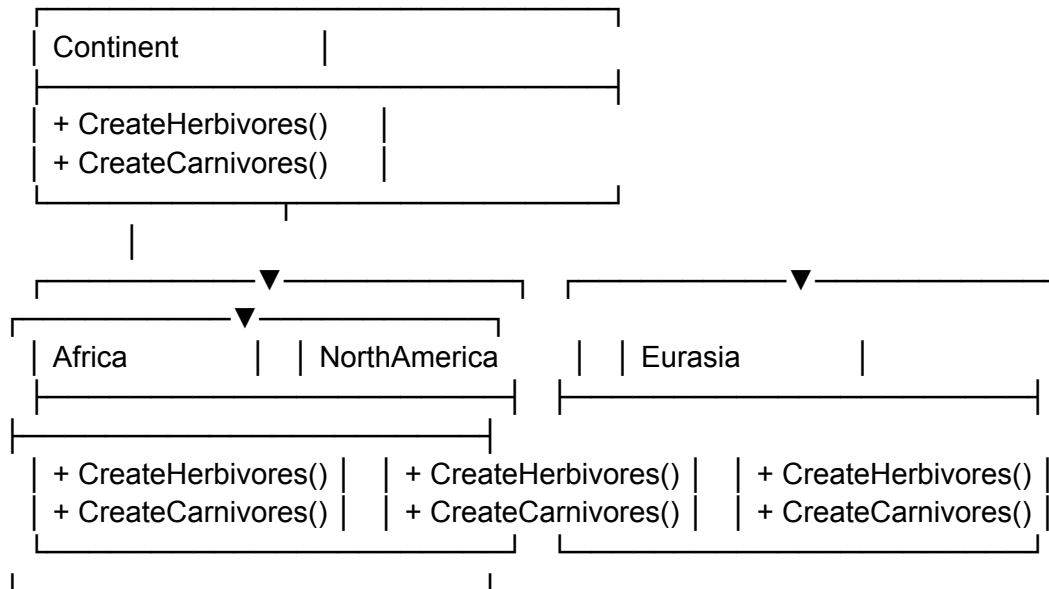 Continent
+ CreateHerbivores()
+ CreateCarnivores()
Africa NorthAmerica Eurasia
+ CreateHerbivores() + CreateHerbivores() + CreateHerbivores()
+ CreateCarnivores() + CreateCarnivores() + CreateCarnivores()